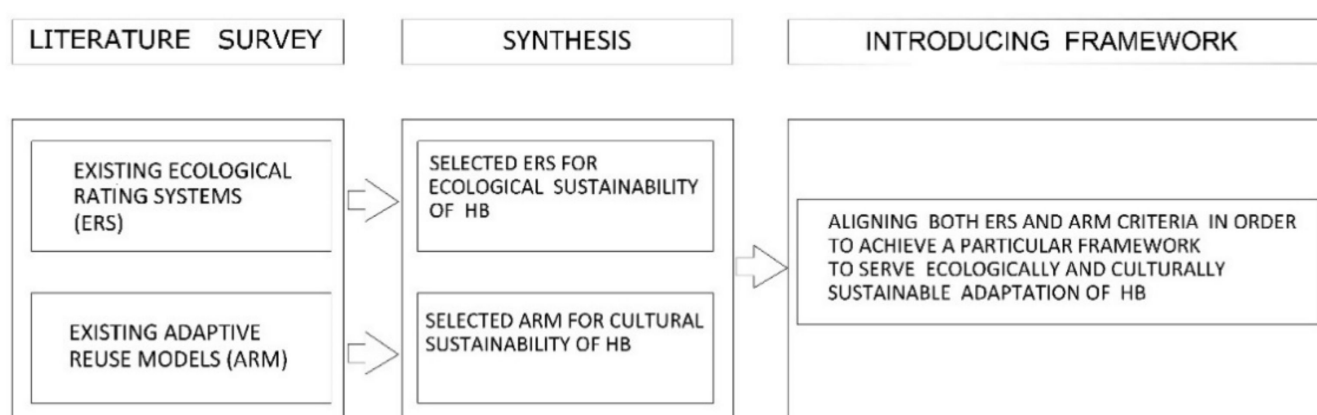 LITERATURE SURVEY
SYNTHESIS
INTRODUCING FRAMEWORK
EXISTING ECOLOGICAL
RATING SYSTEMS
(ERS)
EXISTING ADAPTIVE
REUSE MODELS (ARM)
SELECTED ERS FOR
ECOLOGICAL SUSTAINABILITY
OF HB
SELECTED ARM FOR CULTURAL
SUSTAINABILITY OF HB
ALIGNING BOTH ERS AND ARM CRITERIA IN ORDER
TO ACHIEVE A PARTICULAR FRAMEWORK
TO SERVE ECOLOGICALLY AND CULTURALLY
SUSTAINABLE ADAPTATION OF HB